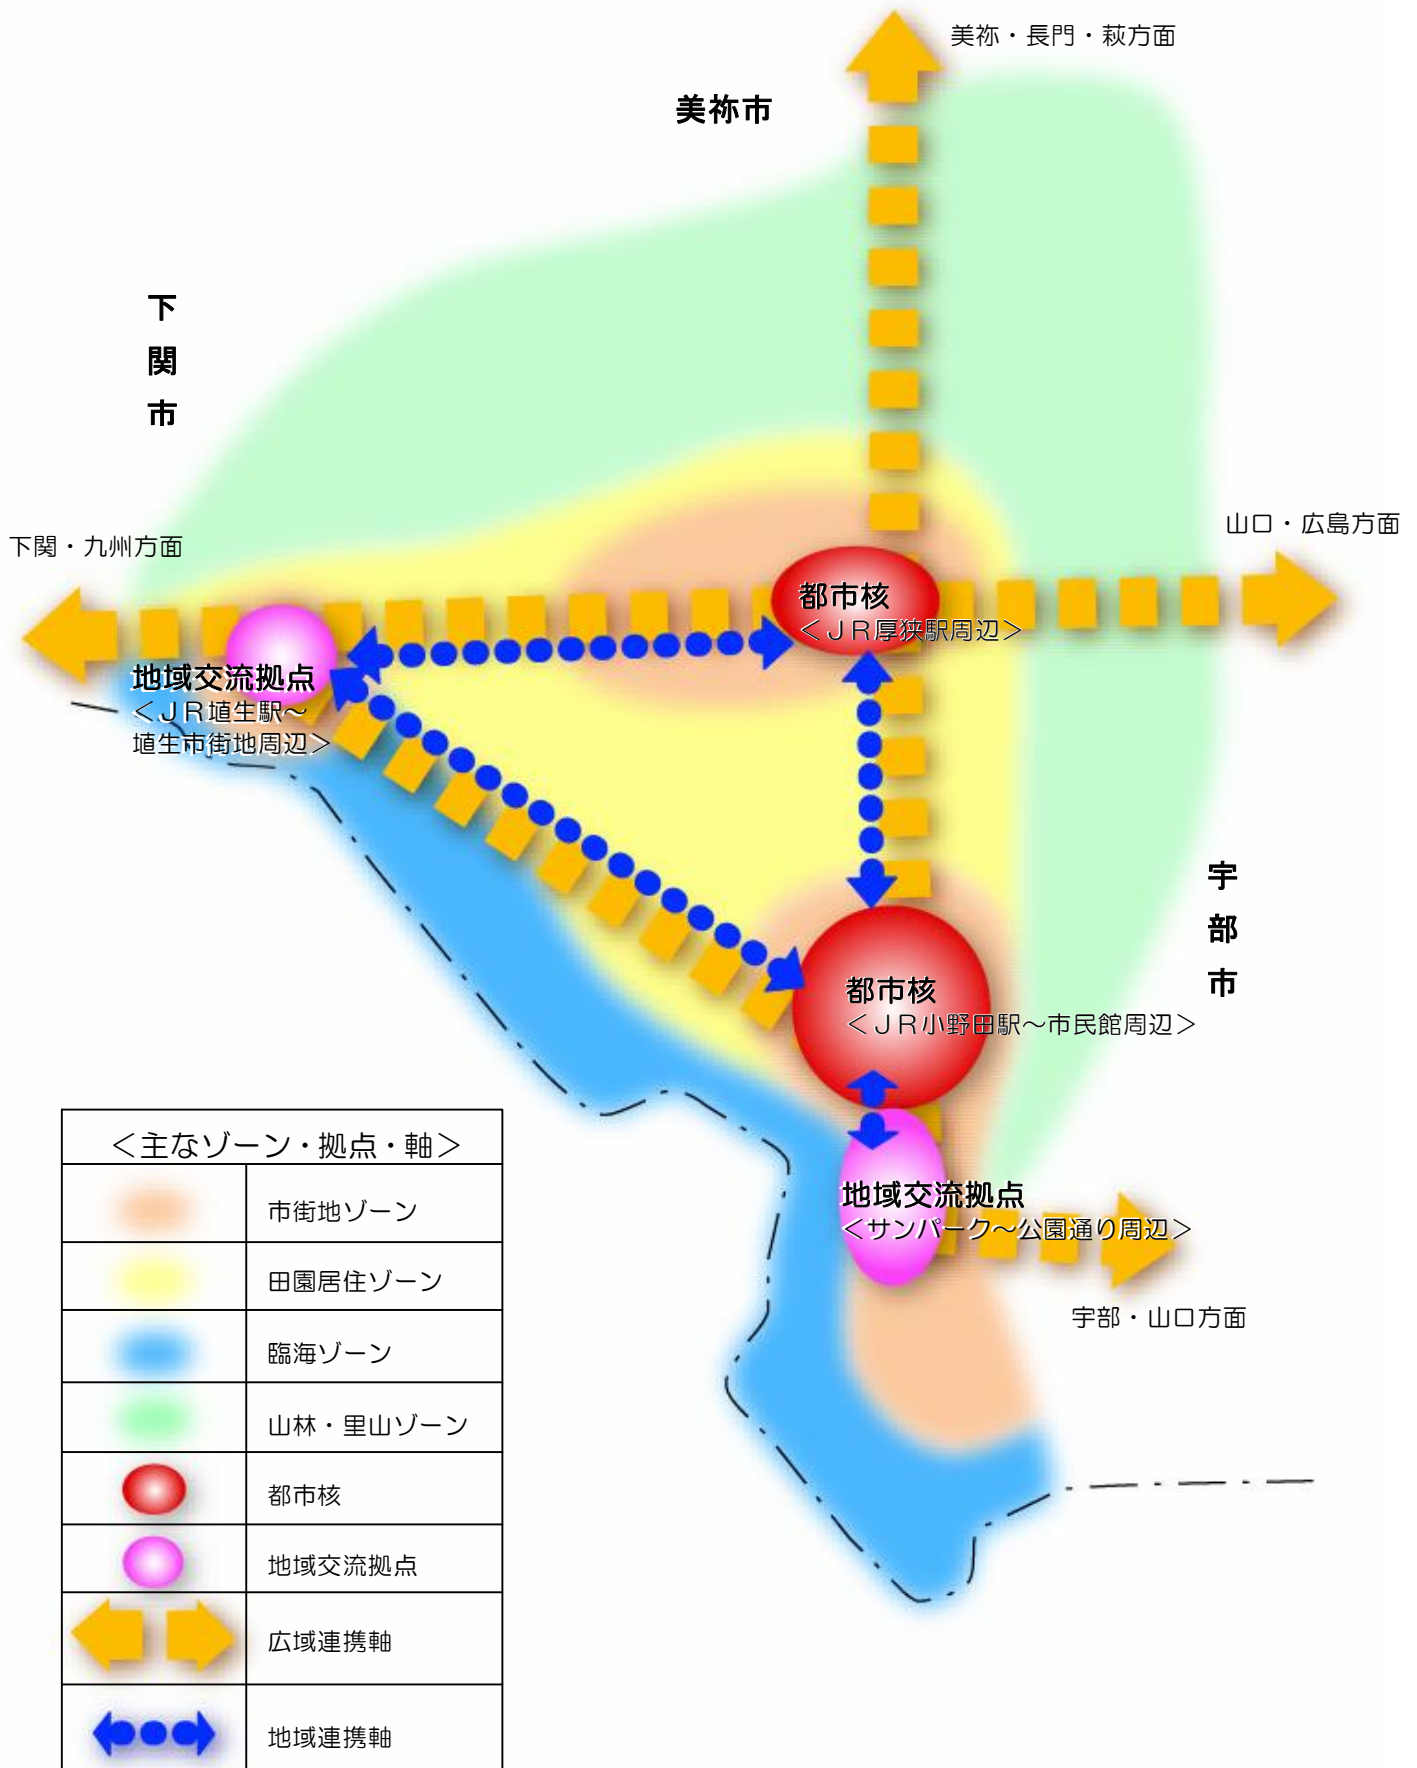 美祢・長門・萩方面
美祢市
下関市
山口・広島方面
下関・九州方面
都市核
＜ＪＲ厚狭駅周辺＞
地域交流拠点
＜ＪＲ埴生駅～
埴生市街地周辺＞
宇部市
都市核
＜ＪＲ小野田駅～市民館周辺＞
地域交流拠点
＜サンパーク～公園通り周辺＞
宇部・山口方面
＜主なゾーン・拠点・軸＞
市街地ゾーン
田園居住ゾーン
臨海ゾーン
山林・里山ゾーン
都市核
地域交流拠点
広域連携軸
地域連携軸